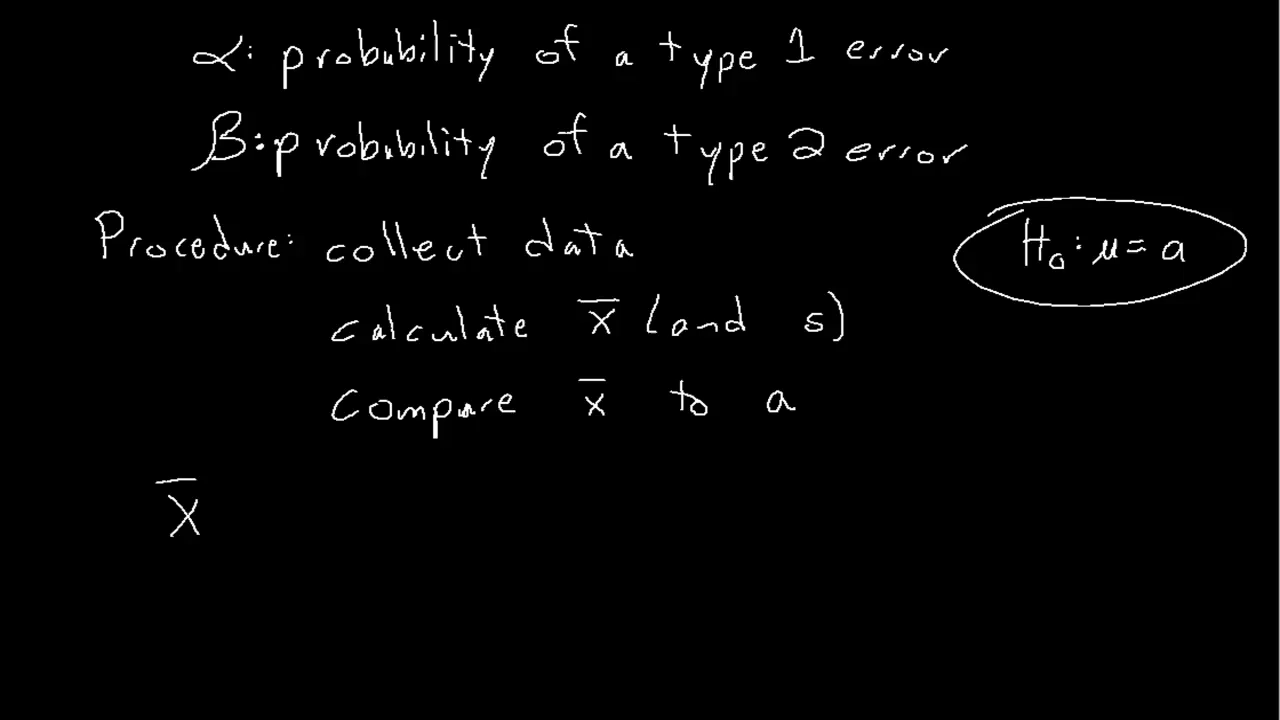 α: probability of a type 1 error
β: probability of a type 2 error
Procedure: collect data
H₀: μ = a
calculate x̄ (and s)
compare x̄ to a
x̄